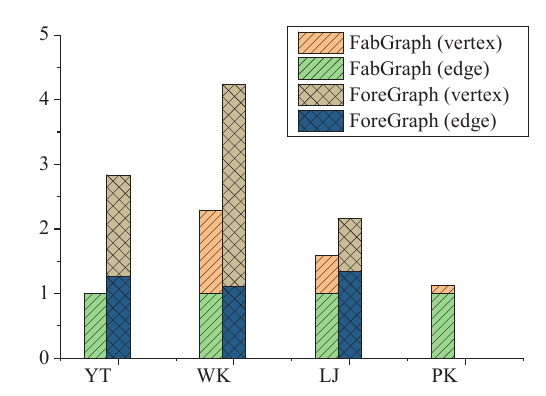 5
4
3
2
1
0
FabGraph (vertex)
FabGraph (edge)
ForeGraph (vertex)
ForeGraph (edge)
YT WK LJ PK